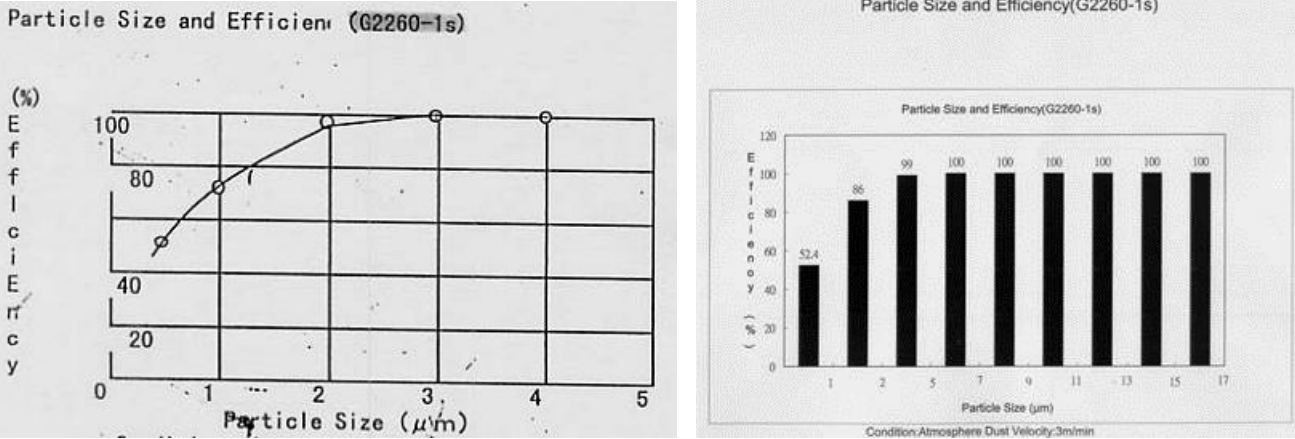 Particle Size and Efficien (G2260-1s)
(%)
E
f
f
I
c
i
E
n
c
y
100
80
40
20
0 1 2 3 4 5
Particle Size (μm)
Particle Size and Efficiency(G2260-1s)
Particle Size and Efficiency(G2260-1s)
Efficienoy (%)
120
100
80
60
40
20
0
52.4 86 99 100 100 100 100 100 100
1 2 5 7 9 11 13 15 17
Particle Size (μm)
Condition:Atmosphere Dust Velocity:3m/min